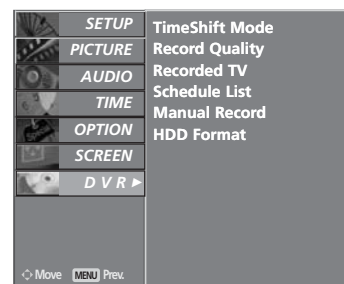 SETUP
PICTURE
AUDIO
TIME
OPTION
SCREEN
D V R ►
TimeShift Mode
Record Quality
Recorded TV
Schedule List
Manual Record
HDD Format
Move MENU Prev.